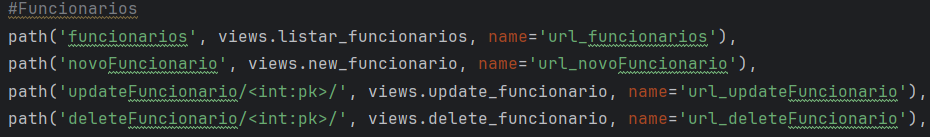 #Funcionarios
path('funcionarios', views.listar_funcionarios, name='url_funcionarios'),
path('novoFuncionario', views.new_funcionario, name='url_novoFuncionario'),
path('updateFuncionario/<int:pk>/', views.update_funcionario, name='url_updateFuncionario'),
path('deleteFuncionario/<int:pk>/', views.delete_funcionario, name='url_deleteFuncionario'),